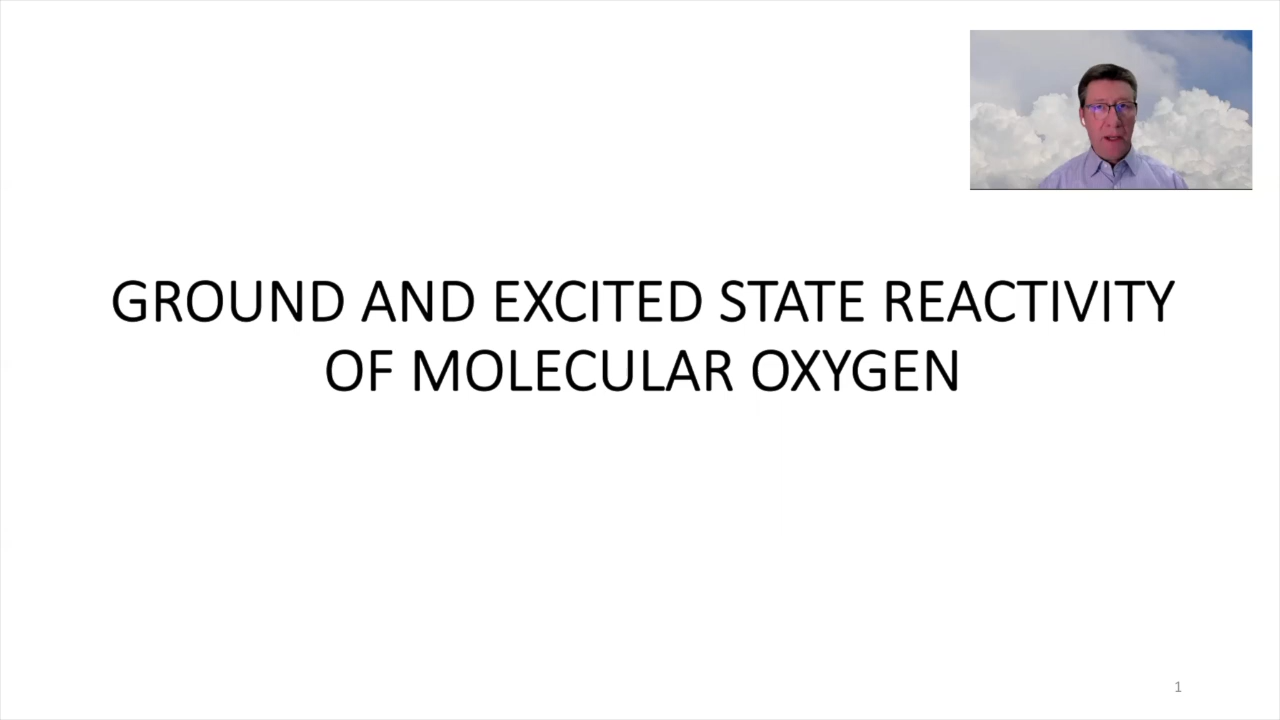 GROUND AND EXCITED STATE REACTIVITY
OF MOLECULAR OXYGEN
1